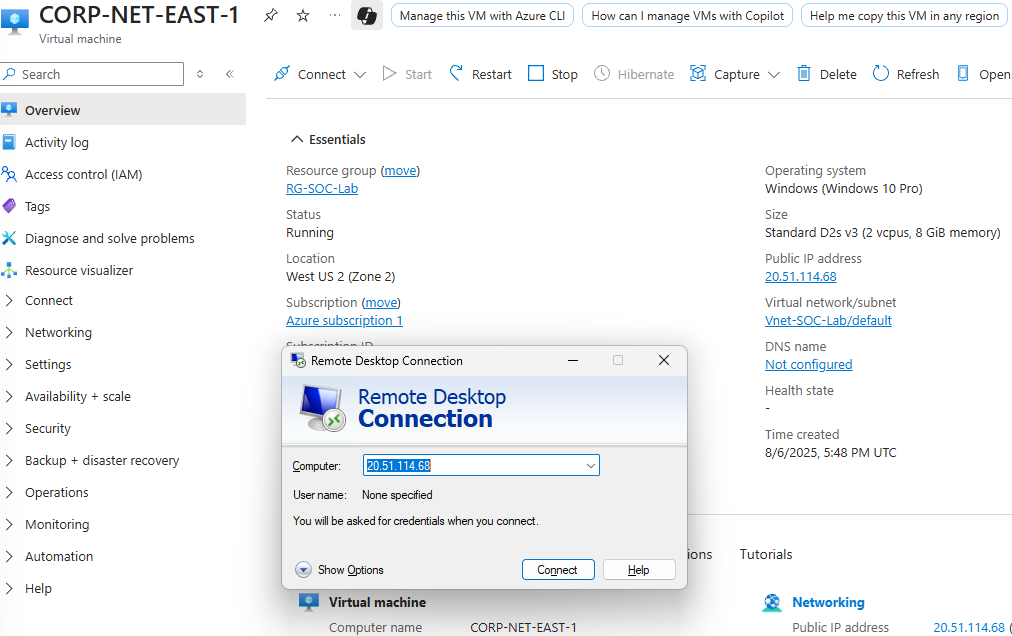 CORP-NET-EAST-1
Virtual machine
Manage this VM with Azure CLI
How can I manage VMs with Copilot
Help me copy this VM in any region
Search
Connect
Start
Restart
Stop
Hibernate
Capture
Delete
Refresh
Open
Overview
Activity log
Access control (IAM)
Tags
Diagnose and solve problems
Resource visualizer
Connect
Networking
Settings
Availability + scale
Security
Backup + disaster recovery
Operations
Monitoring
Automation
Help
Essentials
Resource group (move)
RG-SOC-Lab
Status
Running
Location
West US 2 (Zone 2)
Subscription (move)
Azure subscription 1
Subscription ID
Operating system
Windows (Windows 10 Pro)
Size
Standard D2s v3 (2 vcpus, 8 GiB memory)
Public IP address
20.51.114.68
Virtual network/subnet
Vnet-SOC-Lab/default
DNS name
Not configured
Health state
-
Time created
8/6/2025, 5:48 PM UTC
Remote Desktop Connection
Remote Desktop
Connection
Computer:
20.51.114.68
User name: None specified
You will be asked for credentials when you connect.
Show Options
Connect
Help
ions
Tutorials
Virtual machine
Computer name
CORP-NET-EAST-1
Networking
Public IP address
20.51.114.68 (